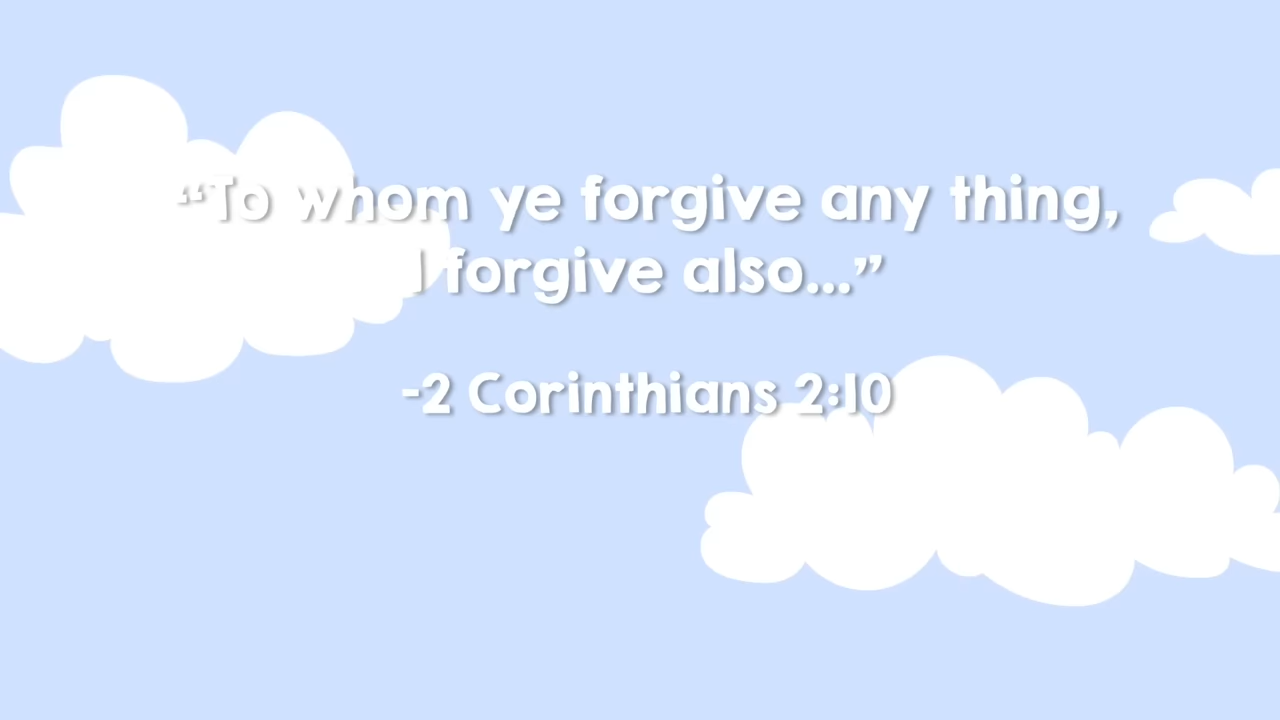 “To whom ye forgive any thing,
I forgive also...”
-2 Corinthians 2:10